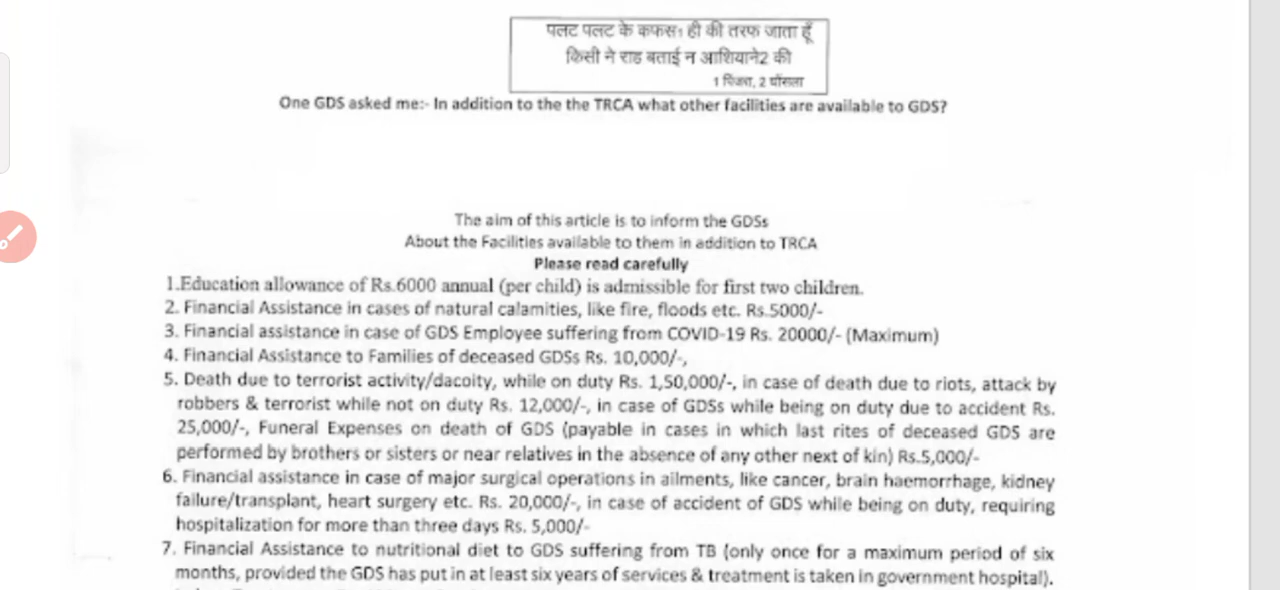 पलट पलट के कफस1 ही की तरफ जाता हूँ
किसी ने राह बताई न आशियाने2 की
1 पिंजरा, 2 घोंसला
One GDS asked me:- In addition to the the TRCA what other facilities are available to GDS?
The aim of this article is to inform the GDSs
About the Facilities available to them in addition to TRCA
Please read carefully
1.Education allowance of Rs.6000 annual (per child) is admissible for first two children.
2. Financial Assistance in cases of natural calamities, like fire, floods etc. Rs.5000/-
3. Financial assistance in case of GDS Employee suffering from COVID-19 Rs. 20000/- (Maximum)
4. Financial Assistance to Families of deceased GDSs Rs. 10,000/-,
5. Death due to terrorist activity/dacoity, while on duty Rs. 1,50,000/-, in case of death due to riots, attack by
robbers & terrorist while not on duty Rs. 12,000/-, in case of GDSs while being on duty due to accident Rs.
25,000/-, Funeral Expenses on death of GDS (payable in cases in which last rites of deceased GDS are
performed by brothers or sisters or near relatives in the absence of any other next of kin) Rs.5,000/-
6. Financial assistance in case of major surgical operations in ailments, like cancer, brain haemorrhage, kidney
failure/transplant, heart surgery etc. Rs. 20,000/-, in case of accident of GDS while being on duty, requiring
hospitalization for more than three days Rs. 5,000/-
7. Financial Assistance to nutritional diet to GDS suffering from TB (only once for a maximum period of six
months, provided the GDS has put in at least six years of services & treatment is taken in government hospital).